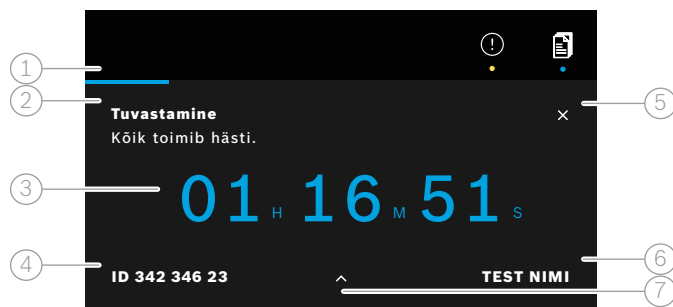 1
2
Tuvastamine
5
Kõik toimib hästi.
3
01 H 16 M 51 S
4
6
ID 342 346 23
TEST NIMI
7